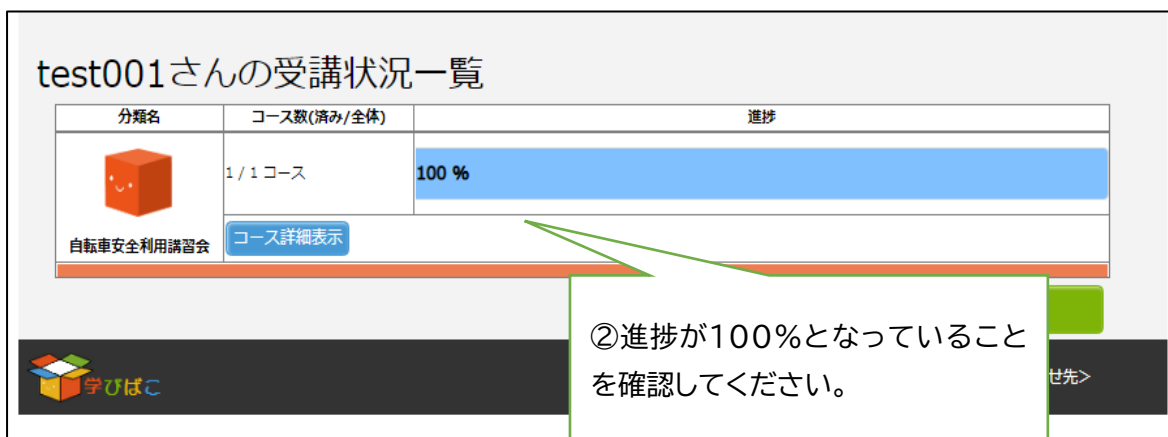 test001さんの受講状況一覧
分類名 コース数(済み/全体) 進捗
1 / 1 コース 100 %
自転車安全利用講習会 コース詳細表示
②進捗が100%となっていること
を確認してください。
学びばこ せ先>